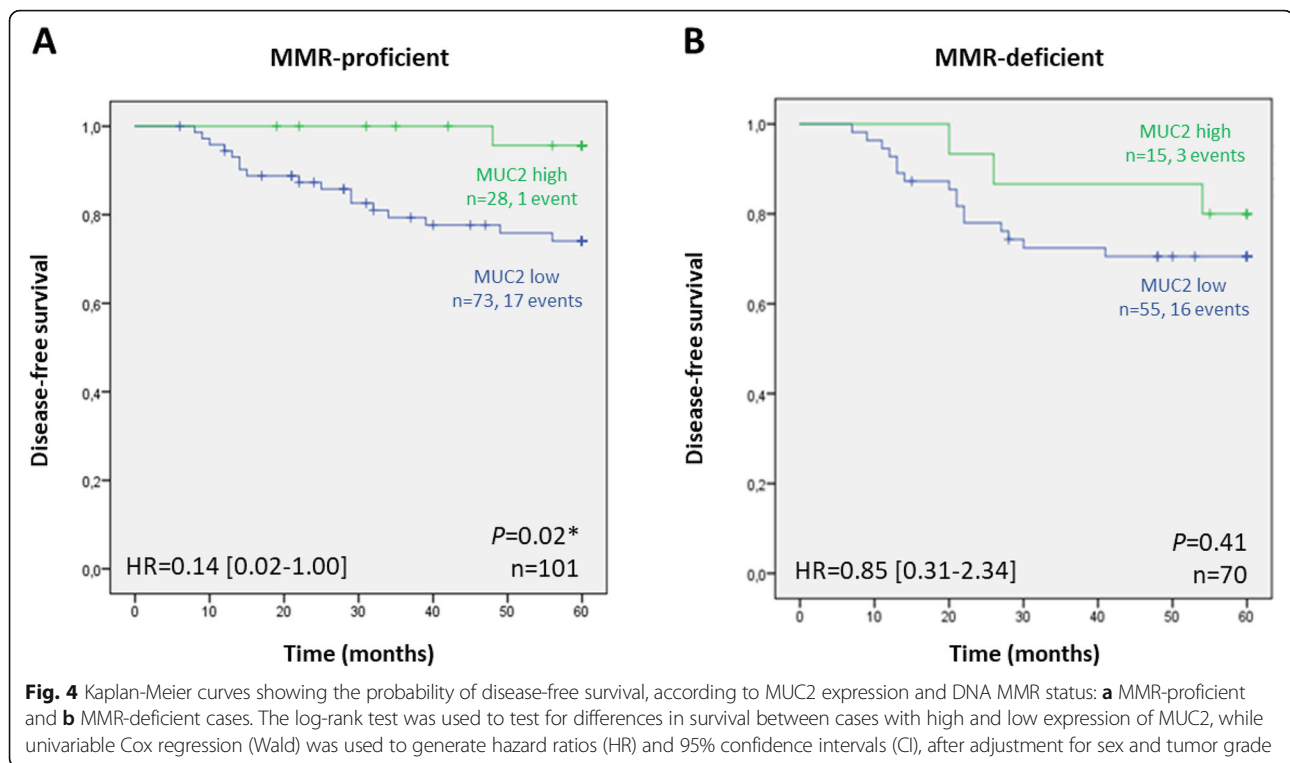 A
MMR-proficient
Disease-free survival
1,0
0,8
0,6
0,4
0,2
0,0
MUC2 high
n=28, 1 event
MUC2 low
n=73, 17 events
P=0.02*
HR=0.14 [0.02-1.00]
n=101
0 10 20 30 40 50 60
Time (months)
B
MMR-deficient
Disease-free survival
1,0
0,8
0,6
0,4
0,2
0,0
MUC2 high
n=15, 3 events
MUC2 low
n=55, 16 events
P=0.41
HR=0.85 [0.31-2.34]
n=70
0 10 20 30 40 50 60
Time (months)
Fig. 4 Kaplan-Meier curves showing the probability of disease-free survival, according to MUC2 expression and DNA MMR status: a MMR-proficient
and b MMR-deficient cases. The log-rank test was used to test for differences in survival between cases with high and low expression of MUC2, while
univariable Cox regression (Wald) was used to generate hazard ratios (HR) and 95% confidence intervals (CI), after adjustment for sex and tumor grade